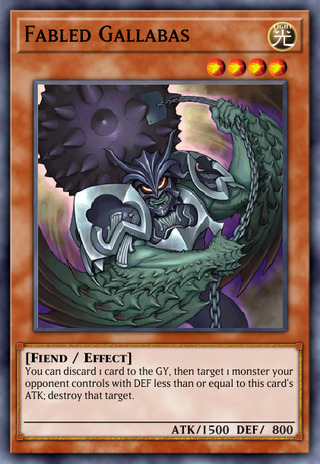 Fabled Gallabas
LIGHT
光
[Fiend / Effect]
You can discard 1 card to the GY, then target 1 monster your
opponent controls with DEF less than or equal to this card's
ATK; destroy that target.
ATK/1500 DEF/ 800